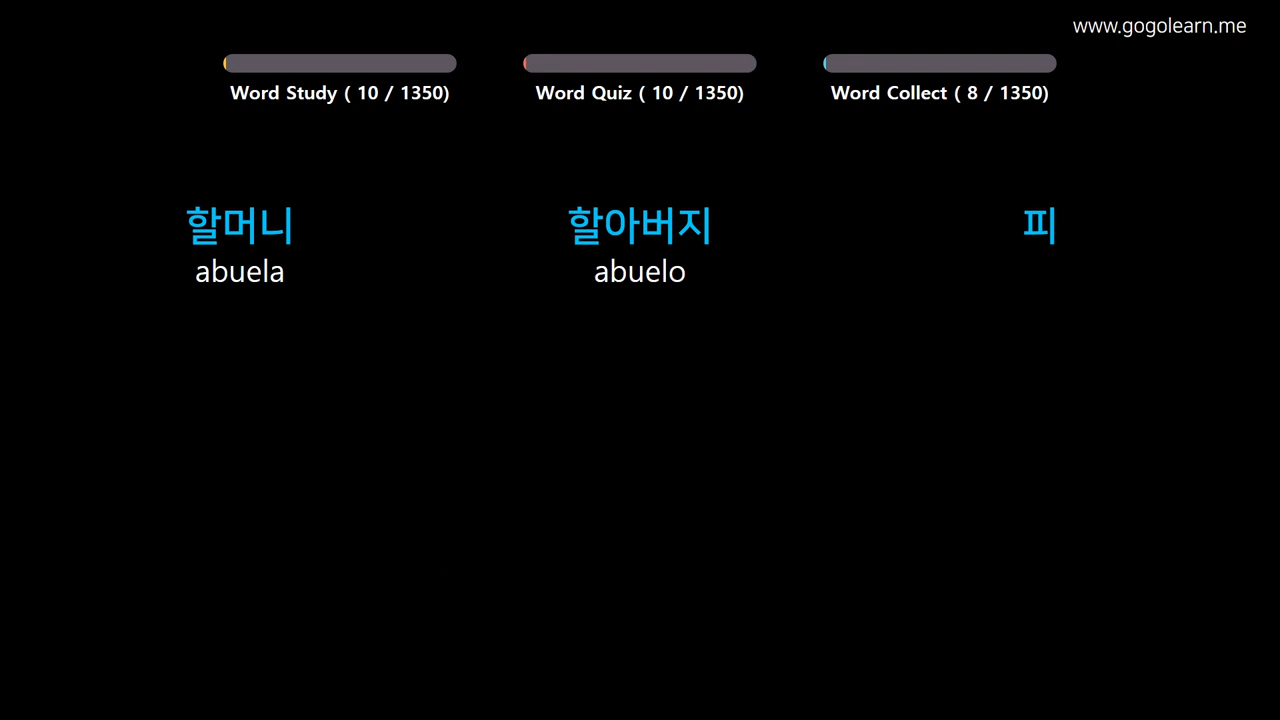 www.gogolearn.me
Word Study ( 10 / 1350)
Word Quiz ( 10 / 1350)
Word Collect ( 8 / 1350)
할머니
할아버지
피
abuela
abuelo